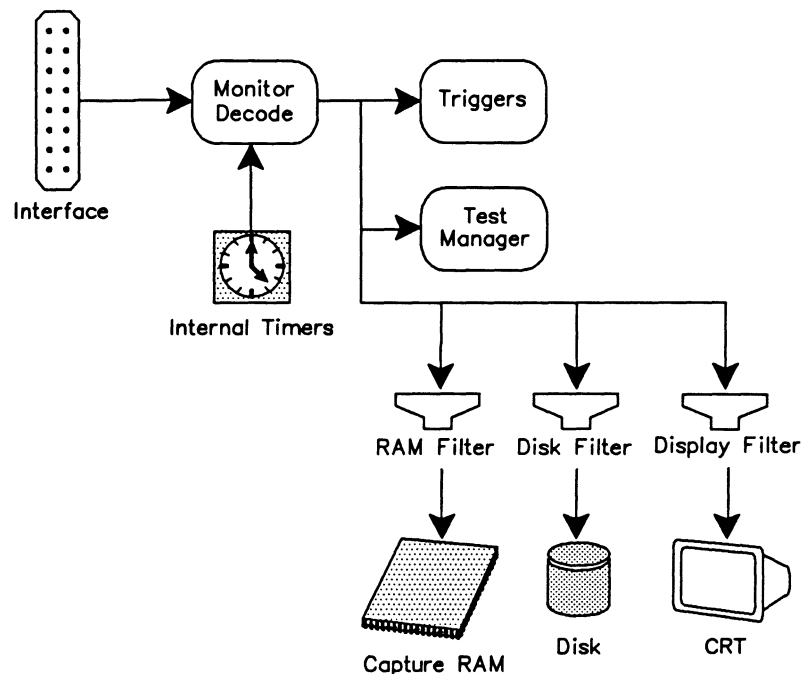 Monitor
Decode
Triggers
Interface
Test
Manager
Internal Timers
RAM Filter
Disk Filter
Display Filter
Capture RAM
Disk
CRT